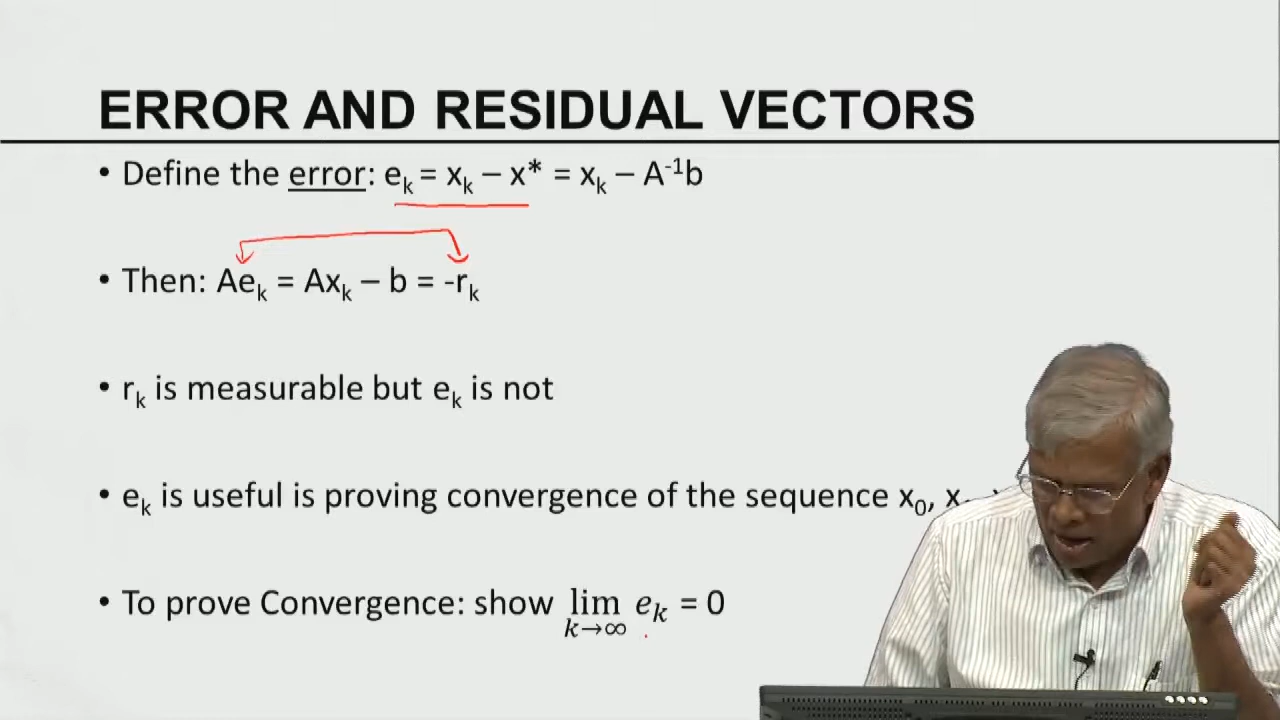 ERROR AND RESIDUAL VECTORS
• Define the error: eₖ = xₖ – x* = xₖ – A⁻¹b
• Then: Aeₖ = Axₖ – b = -rₖ
• rₖ is measurable but eₖ is not
• eₖ is useful is proving convergence of the sequence x₀,
• To prove Convergence: show lim k→∞ eₖ = 0